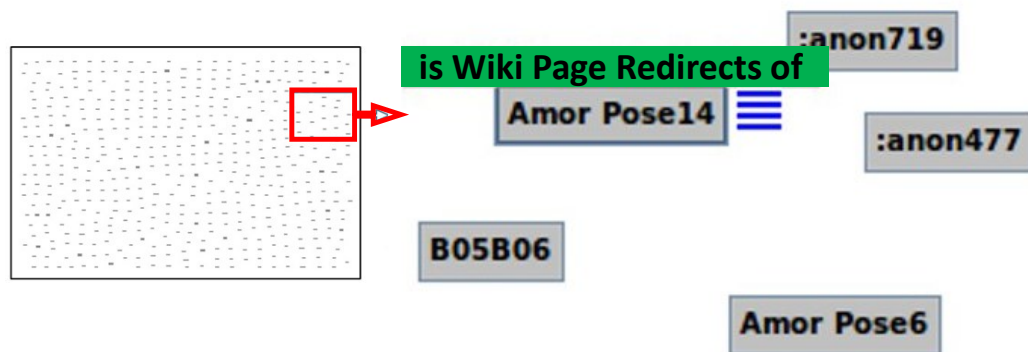 :anon719
is Wiki Page Redirects of
Amor Pose14
:anon477
B05B06
Amor Pose6